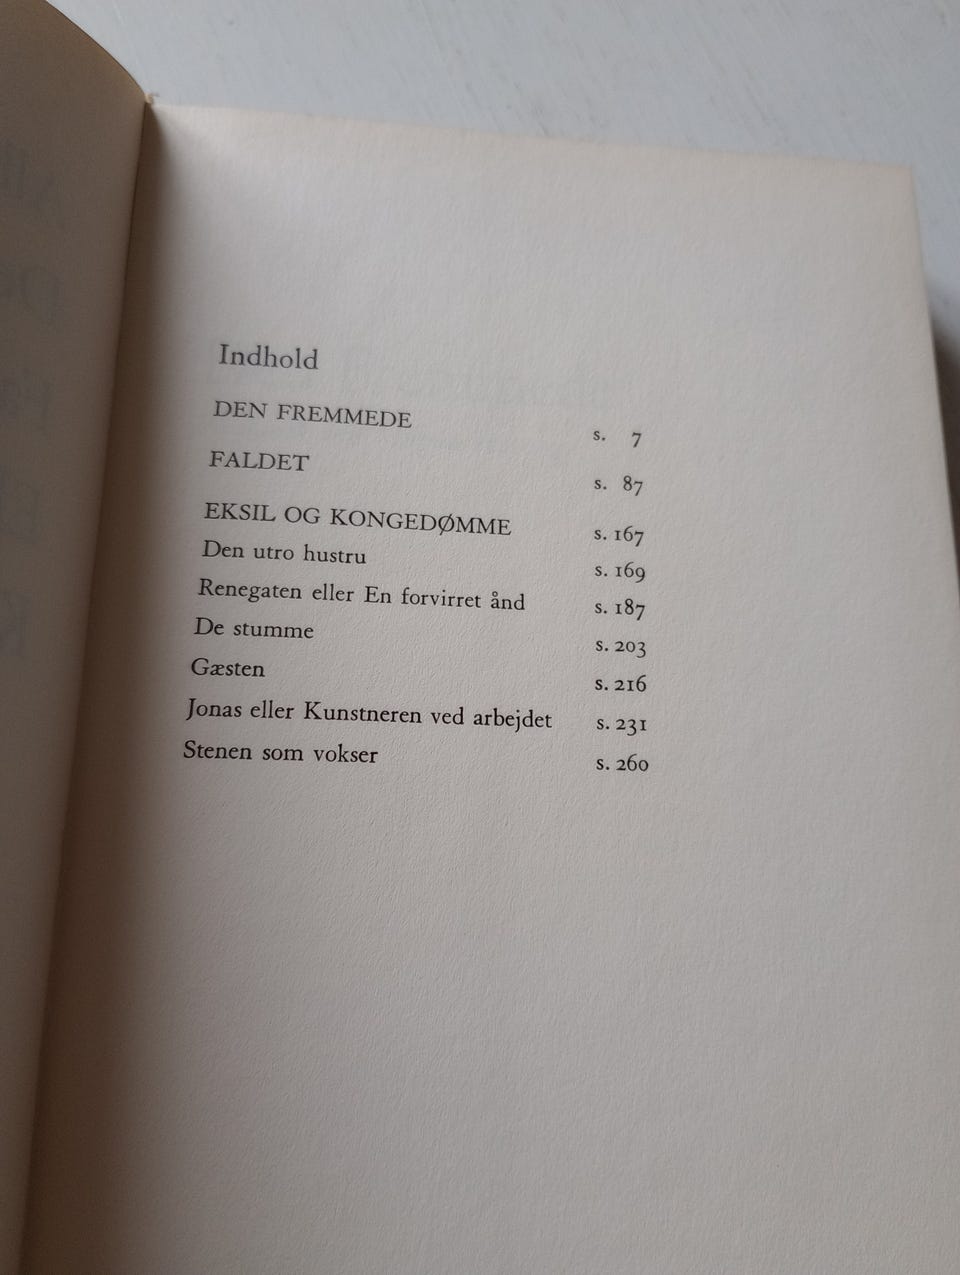 Indhold
DEN FREMMEDE s. 7
FALDET s. 87
EKSIL OG KONGEDØMME s. 167
Den utro hustru s. 169
Renegaten eller En forvirret ånd s. 187
De stumme s. 203
Gæsten s. 216
Jonas eller Kunstneren ved arbejdet s. 231
Stenen som vokser s. 260